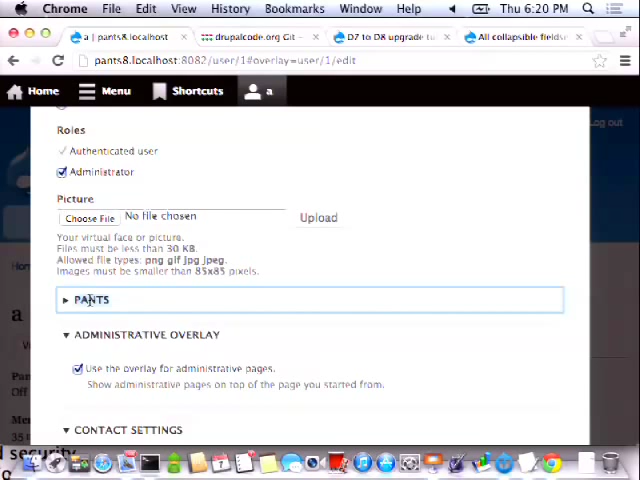 Chrome File Edit View History Bookmarks Window Help Thu 6:20 PM
a | pants8.localhost drupalcode.org Git – D7 to D8 upgrade tu All collapsible fields
pants8.localhost:8082/user/1#overlay=user/1/edit
Home Menu Shortcuts a
Log out
Roles
Authenticated user
Administrator
Picture
Choose File No file chosen Upload
Your virtual face or picture.
Files must be less than 30 KB.
Allowed file types: png gif jpg jpeg.
Images must be smaller than 85x85 pixels.
PANTS
ADMINISTRATIVE OVERLAY
Use the overlay for administrative pages.
Show administrative pages on top of the page you started from.
CONTACT SETTINGS
a
Off
d security